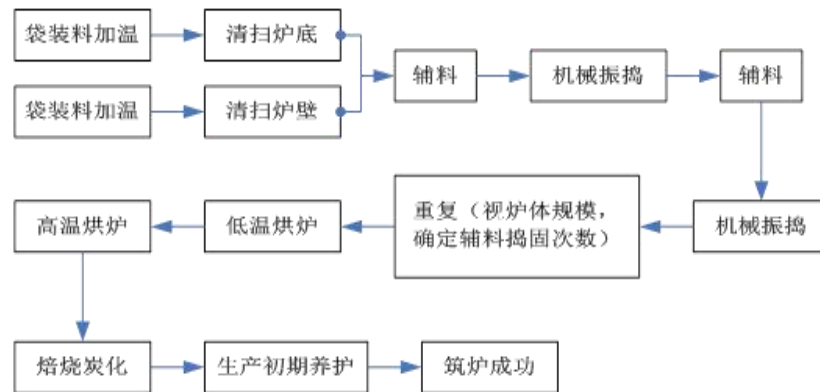 袋装料加温
清扫炉底
袋装料加温
清扫炉壁
辅料
机械振捣
辅料
机械振捣
重复（视炉体规模，
确定辅料捣固次数）
低温烘炉
高温烘炉
焙烧炭化
生产初期养护
筑炉成功